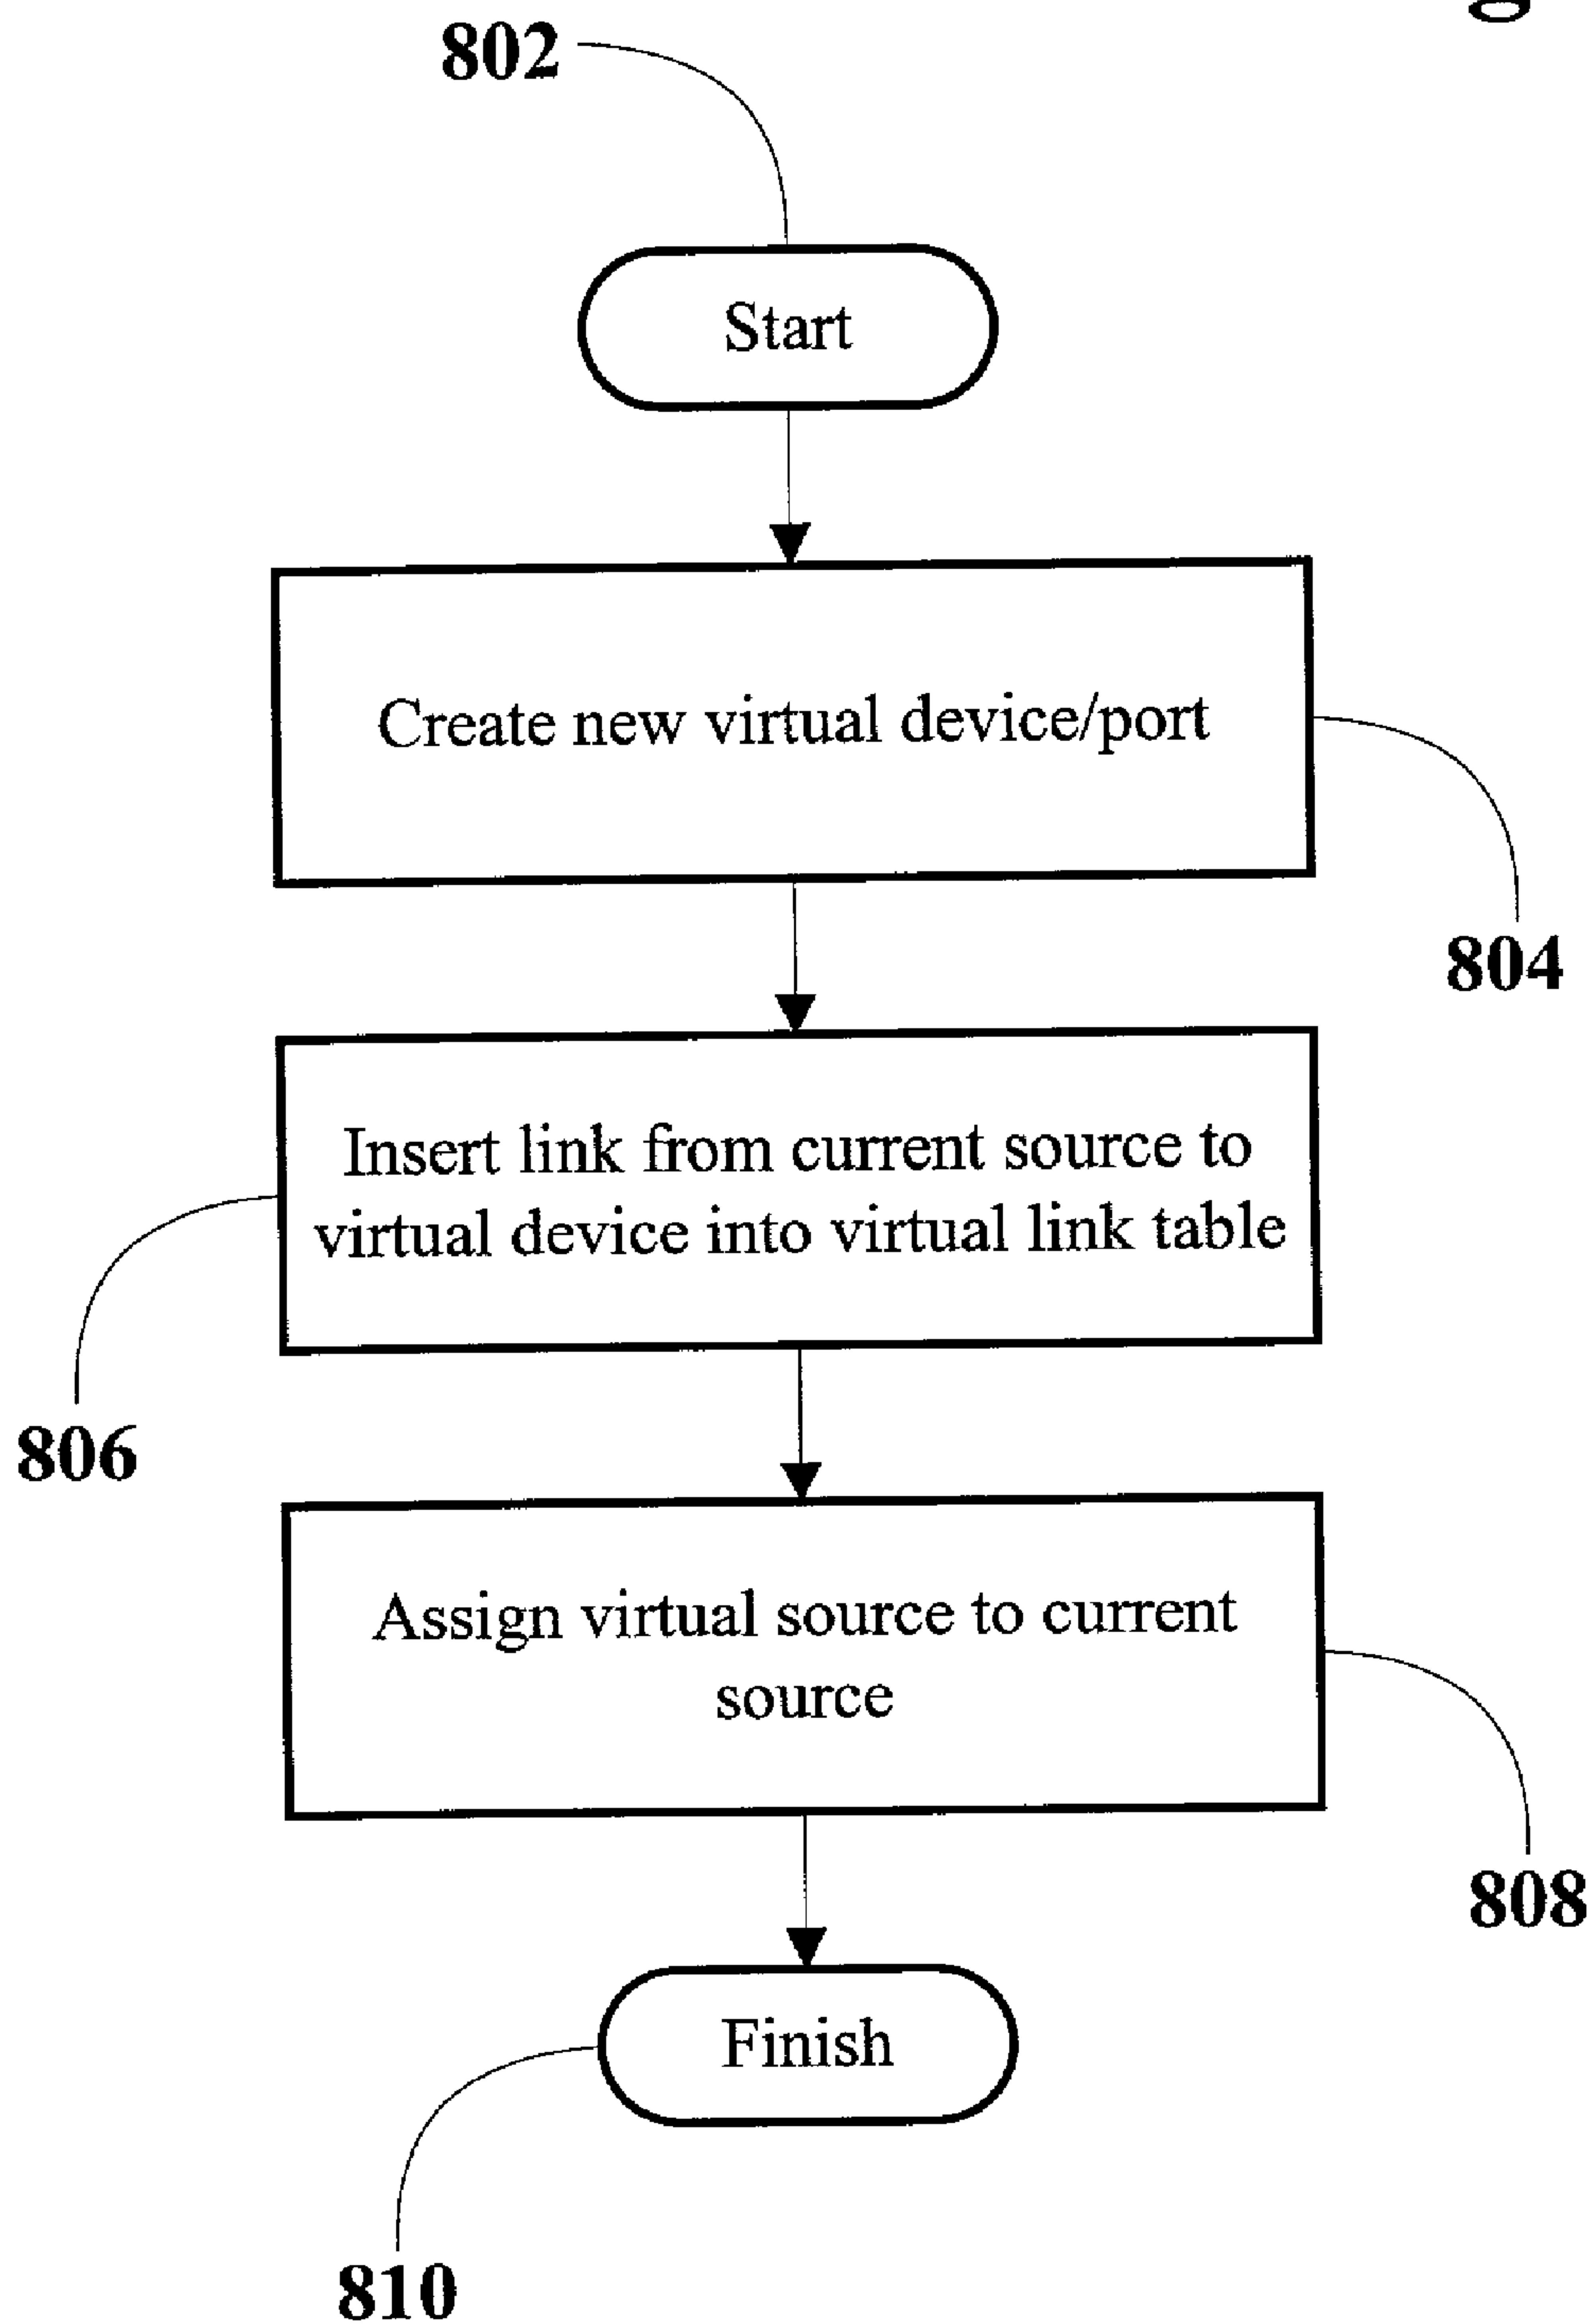 802
Start
Create new virtual device/port
804
Insert link from current source to
virtual device into virtual link table
806
Assign virtual source to current
source
808
Finish
810